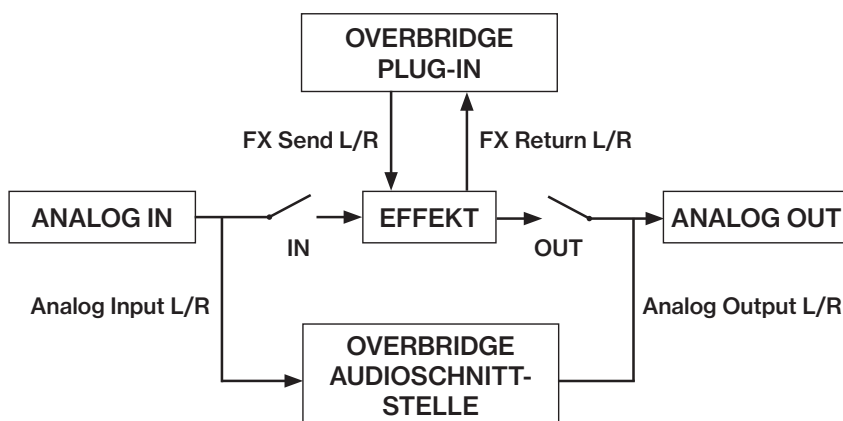 OVERBRIDGE
PLUG-IN
FX Send L/R
FX Return L/R
ANALOG IN
EFFEKT
ANALOG OUT
IN
OUT
Analog Input L/R
Analog Output L/R
OVERBRIDGE
AUDIOSCHNITT-
STELLE